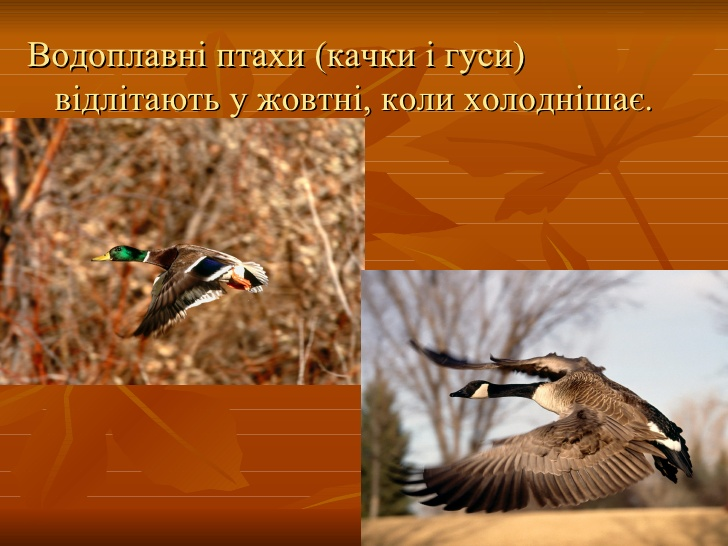 Водоплавні птахи (качки і гуси)
відлітають у жовтні, коли холоднішає.